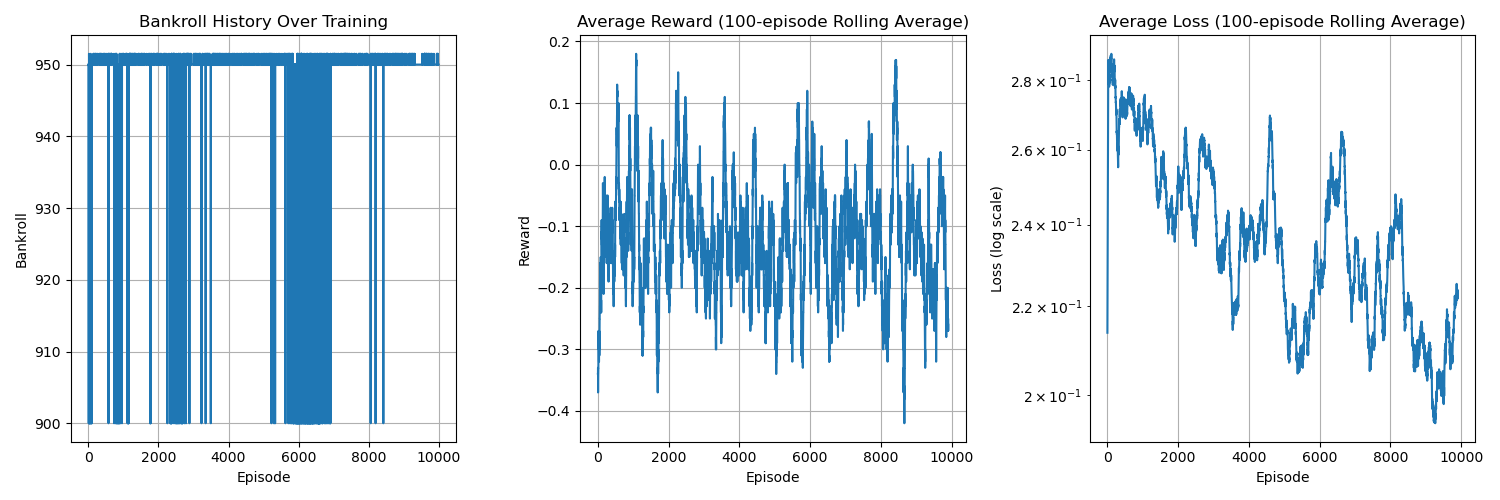 Bankroll History Over Training
Bankroll
950
940
930
920
910
900
0
2000
4000
6000
8000
10000
Episode
Average Reward (100-episode Rolling Average)
Reward
0.2
0.1
0.0
−0.1
−0.2
−0.3
−0.4
0
2000
4000
6000
8000
10000
Episode
Average Loss (100-episode Rolling Average)
Loss (log scale)
2.8 × 10⁻¹
2.6 × 10⁻¹
2.4 × 10⁻¹
2.2 × 10⁻¹
2 × 10⁻¹
0
2000
4000
6000
8000
10000
Episode